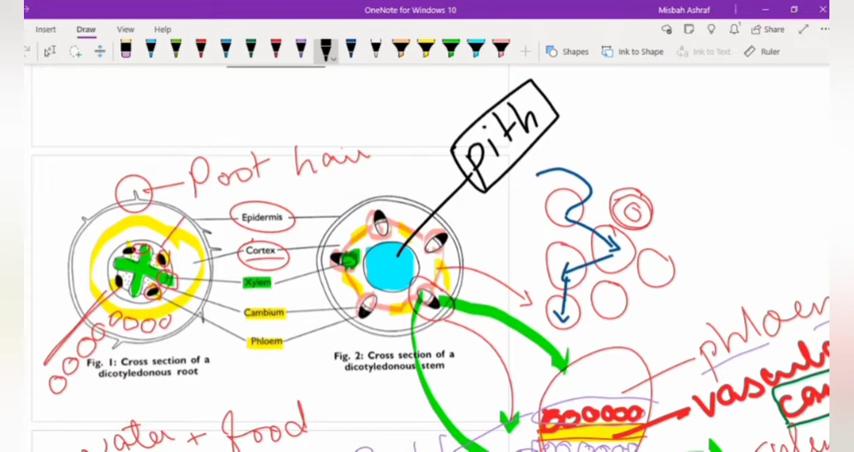 OneNote for Windows 10
Misbah Ashraf
Insert
Draw
View
Help
Share
Shapes
Ink to Shape
Ink to Text
Ruler
pith
Root hair
Epidermis
Cortex
Xylem
Cambium
Phloem
Fig. 1: Cross section of a
dicotyledonous root
Fig. 2: Cross section of a
dicotyledonous stem
phloem
vascula
water + food